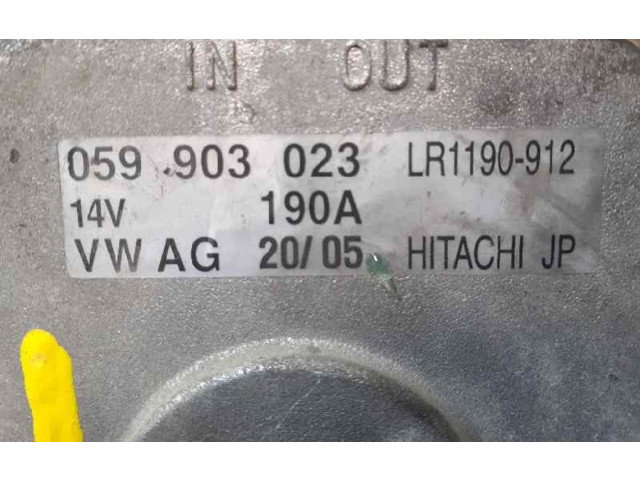 IN OUT
059 903 023 LR1190-912
14V 190A
VW AG 20/05 HITACHI JP